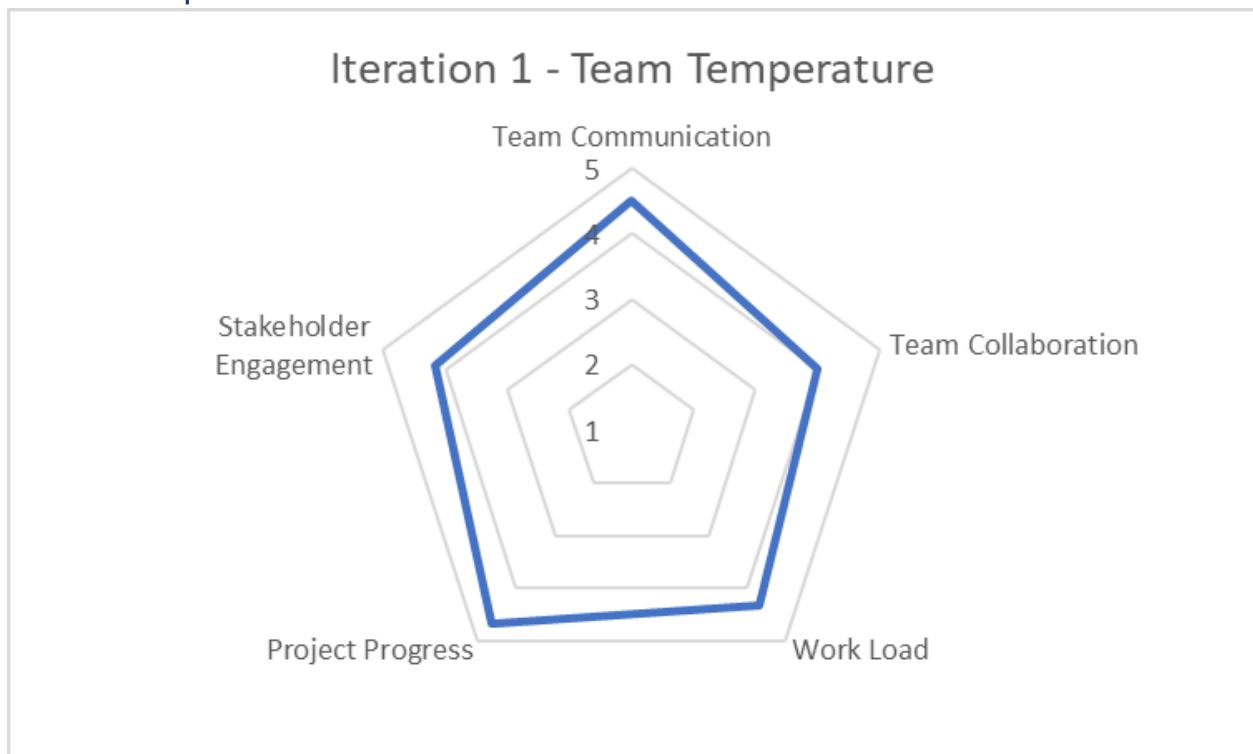 Iteration 1 - Team Temperature
Team Communication
5
4
3
2
1
Stakeholder
Engagement
Team Collaboration
Project Progress
Work Load